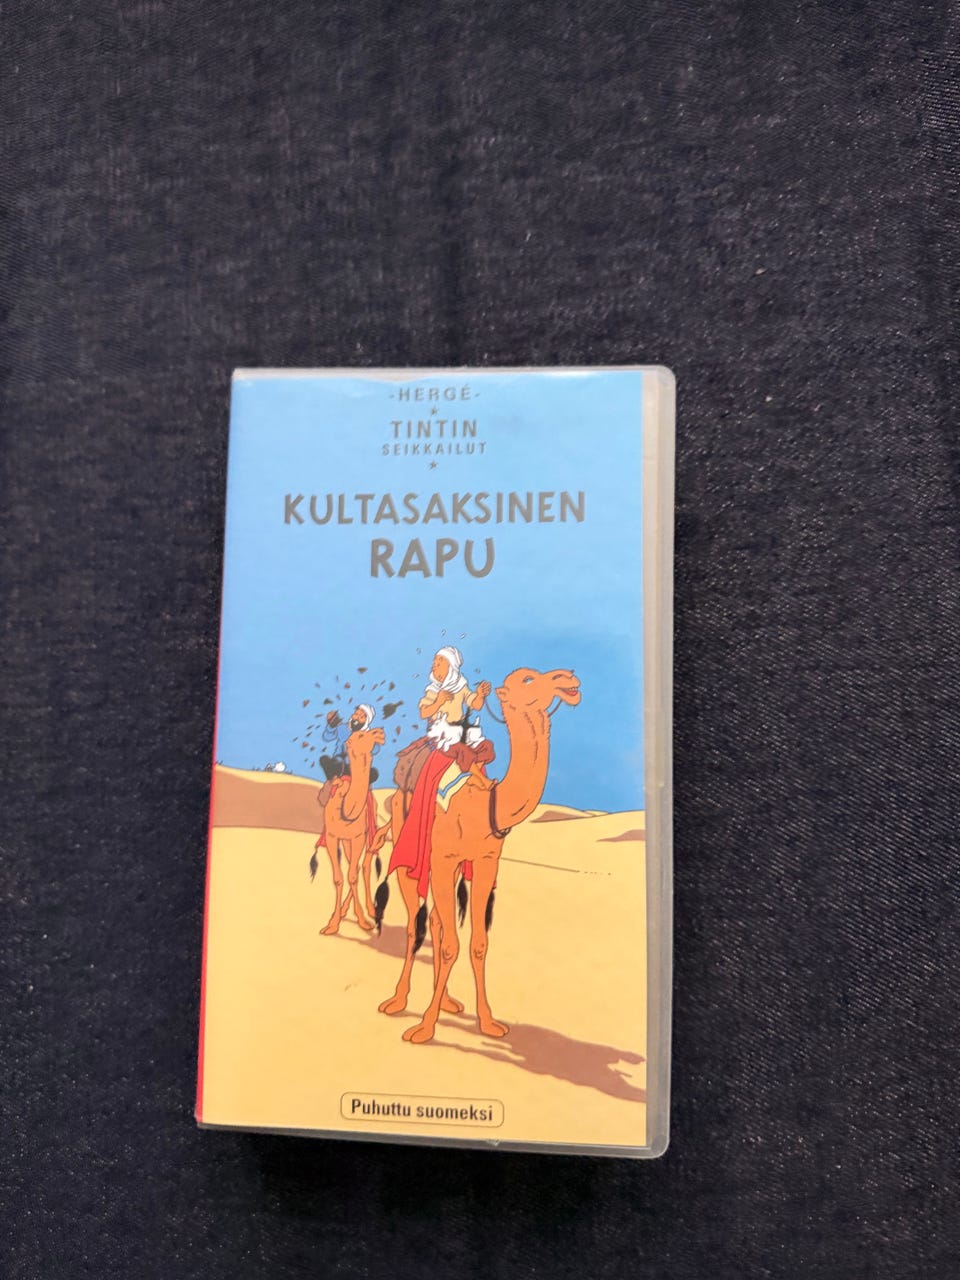 -HERGÉ-
TINTIN
SEIKKAILUT
KULTASAKSINEN
RAPU
Puhuttu suomeksi